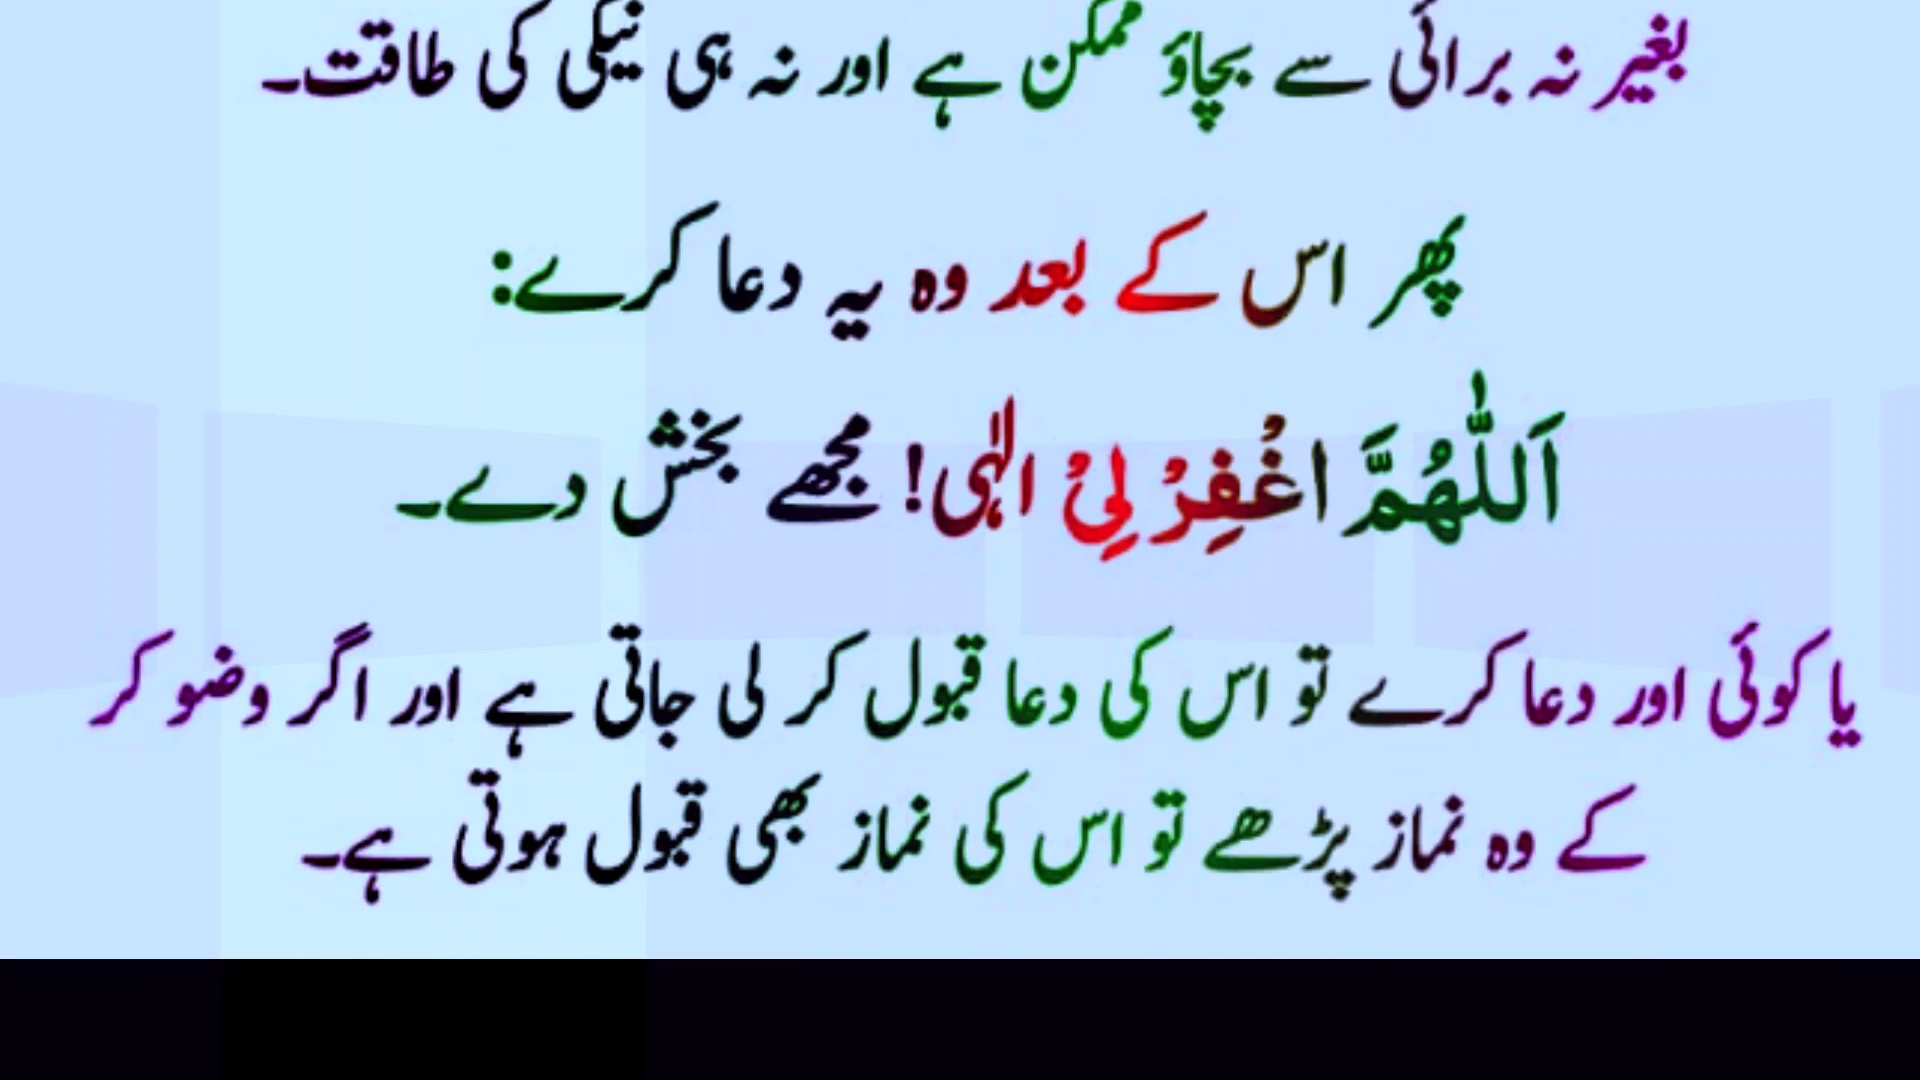 بغیر نہ برائی سے بچاؤ ممکن ہے اور نہ ہی نیکی کی طاقت۔
پھر اس کے بعد وہ یہ دعا کرے:
اَللّٰھُمَّ اغْفِرْ لِیْ الٰہی! مجھے بخش دے۔
یا کوئی اور دعا کرے تو اس کی دعا قبول کر لی جاتی ہے اور اگر وضو کر
کے وہ نماز پڑھے تو اس کی نماز بھی قبول ہوتی ہے۔